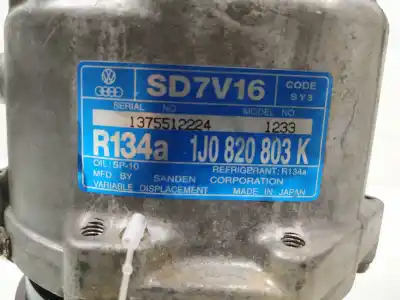 SD7V16
CODE
SY3
SERIAL NO
MODEL NO
1375512224
1233
R134a 1J0 820 803 K
OIL: SP-10
REFRIGERANT: R134a
MFD. BY SANDEN CORPORATION
VARIABLE DISPLACEMENT
MADE IN JAPAN